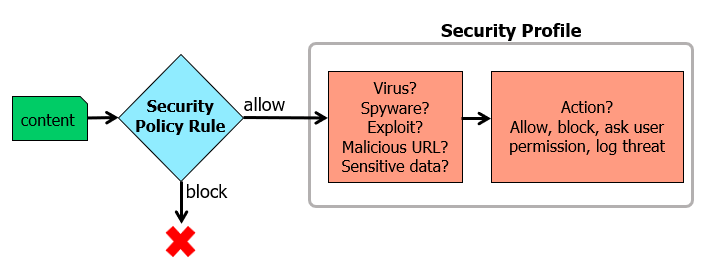 Security Profile
content
Security
Policy Rule
allow
block
Virus?
Spyware?
Exploit?
Malicious URL?
Sensitive data?
Action?
Allow, block, ask user
permission, log threat